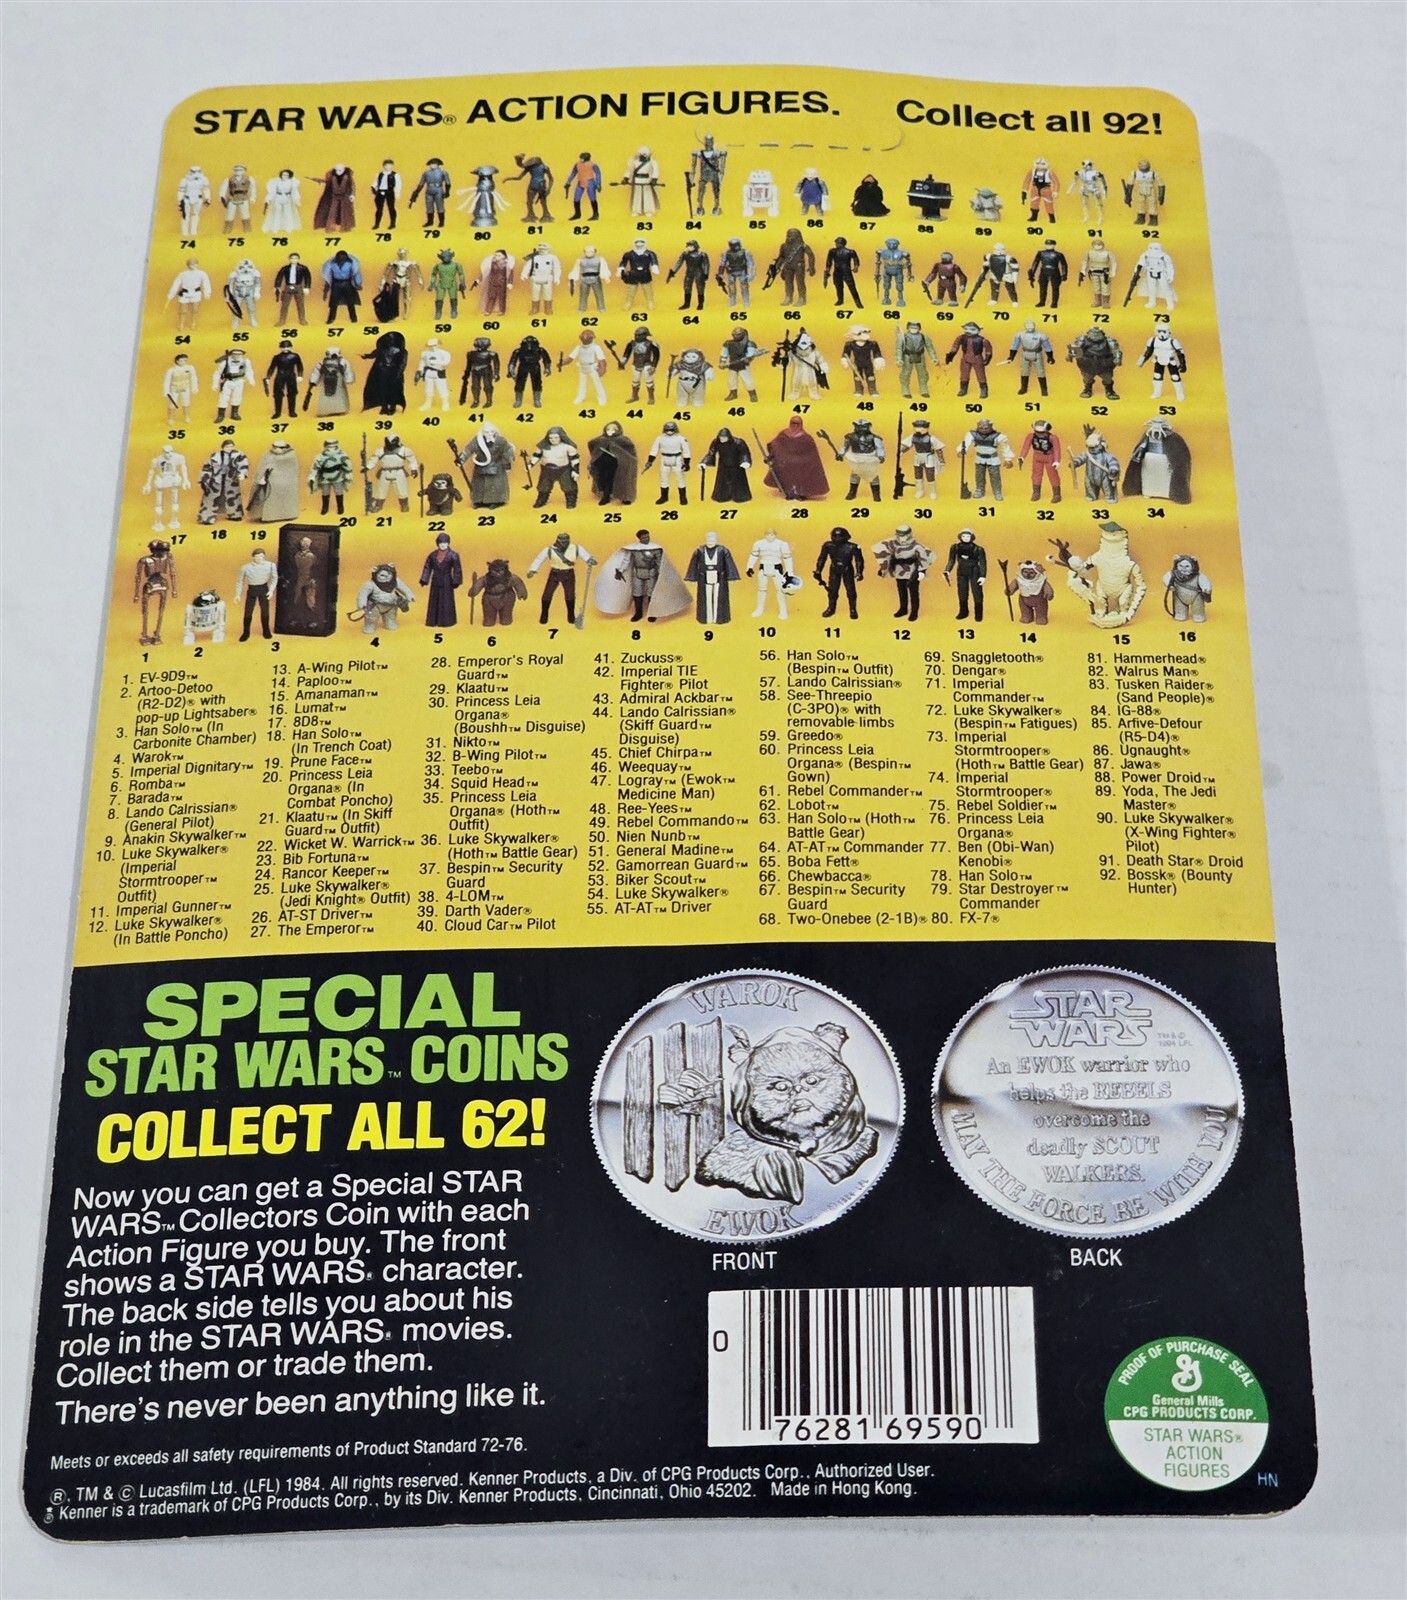 STAR WARS® ACTION FIGURES. Collect all 92!
74 75 76 77 78 79 80 81 82 83 84 85 86 87 88 89 90 91 92
54 55 56 57 58 59 60 61 62 63 64 65 66 67 68 69 70 71 72 73
35 36 37 38 39 40 41 42 43 44 45 46 47 48 49 50 51 52 53
17 18 19 20 21 22 23 24 25 26 27 28 29 30 31 32 33 34
1 2 3 4 5 6 7 8 9 10 11 12 13 14 15 16
1. EV-9D9™
2. Artoo-Detoo
(R2-D2)® with
pop-up Lightsaber®
3. Han Solo™ (In
Carbonite Chamber)
4. Warok™
5. Imperial Dignitary™
6. Romba™
7. Barada™
8. Lando Calrissian®
(General Pilot)
9. Anakin Skywalker™
10. Luke Skywalker®
(Imperial
Stormtrooper™
Outfit)
11. Imperial Gunner™
12. Luke Skywalker®
(In Battle Poncho)
13. A-Wing Pilot™
14. Paploo™
15. Amanaman™
16. Lumat™
17. 8D8™
18. Han Solo™
(In Trench Coat)
19. Prune Face™
20. Princess Leia
Organa® (In
Combat Poncho)
21. Klaatu™ (In Skiff
Guard™ Outfit)
22. Wicket W. Warrick™
23. Bib Fortuna™
24. Rancor Keeper™
25. Luke Skywalker®
(Jedi Knight® Outfit)
26. AT-ST Driver™
27. The Emperor™
28. Emperor's Royal
Guard™
29. Klaatu™
30. Princess Leia
Organa®
(Boushh™ Disguise)
31. Nikto™
32. B-Wing Pilot™
33. Teebo™
34. Squid Head™
35. Princess Leia
Organa® (Hoth™
Outfit)
36. Luke Skywalker®
(Hoth™ Battle Gear)
37. Bespin™ Security
Guard
38. 4-LOM™
39. Darth Vader®
40. Cloud Car™ Pilot
41. Zuckuss®
42. Imperial TIE
Fighter® Pilot
43. Admiral Ackbar™
44. Lando Calrissian®
(Skiff Guard™
Disguise)
45. Chief Chirpa™
46. Weequay™
47. Logray™ (Ewok™
Medicine Man)
48. Ree-Yees™
49. Rebel Commando™
50. Nien Nunb™
51. General Madine™
52. Gamorrean Guard™
53. Biker Scout™
54. Luke Skywalker®
55. AT-AT™ Driver
56. Han Solo™
(Bespin™ Outfit)
57. Lando Calrissian®
58. See-Threepio
(C-3PO)® with
removable limbs
59. Greedo®
60. Princess Leia
Organa® (Bespin™
Gown)
61. Rebel Commander™
62. Lobot™
63. Han Solo™ (Hoth™
Battle Gear)
64. AT-AT™ Commander
65. Boba Fett®
66. Chewbacca®
67. Bespin™ Security
Guard
68. Two-Onebee (2-1B)®
69. Snaggletooth®
70. Dengar®
71. Imperial
Commander™
72. Luke Skywalker®
(Bespin™ Fatigues)
73. Imperial
Stormtrooper®
(Hoth™ Battle Gear)
74. Imperial
Stormtrooper®
75. Rebel Soldier™
76. Princess Leia
Organa®
77. Ben (Obi-Wan)
Kenobi®
78. Han Solo™
79. Star Destroyer™
Commander
80. FX-7®
81. Hammerhead®
82. Walrus Man®
83. Tusken Raider®
(Sand People)®
84. IG-88®
85. Arfive-Defour
(R5-D4)®
86. Ugnaught®
87. Jawa®
88. Power Droid™
89. Yoda, The Jedi
Master®
90. Luke Skywalker®
(X-Wing Fighter®
Pilot)
91. Death Star® Droid
92. Bossk® (Bounty
Hunter)
SPECIAL
STAR WARS™ COINS
COLLECT ALL 62!
Now you can get a Special STAR
WARS™ Collectors Coin with each
Action Figure you buy. The front
shows a STAR WARS® character.
The back side tells you about his
role in the STAR WARS® movies.
Collect them or trade them.
There's never been anything like it.
WAROK
EWOK
FRONT
STAR
WARS
TM & ©
1984 LFL
An EWOK warrior who
helps the REBELS
overcome the
deadly SCOUT
WALKERS.
MAY THE FORCE BE WITH YOU
BACK
0 76281 69590
PROOF OF PURCHASE SEAL
General Mills
CPG PRODUCTS CORP.
STAR WARS®
ACTION
FIGURES
HN
Meets or exceeds all safety requirements of Product Standard 72-76.
®, TM & © Lucasfilm Ltd. (LFL) 1984. All rights reserved. Kenner Products, a Div. of CPG Products Corp., Authorized User.
Kenner is a trademark of CPG Products Corp., by its Div. Kenner Products, Cincinnati, Ohio 45202. Made in Hong Kong.